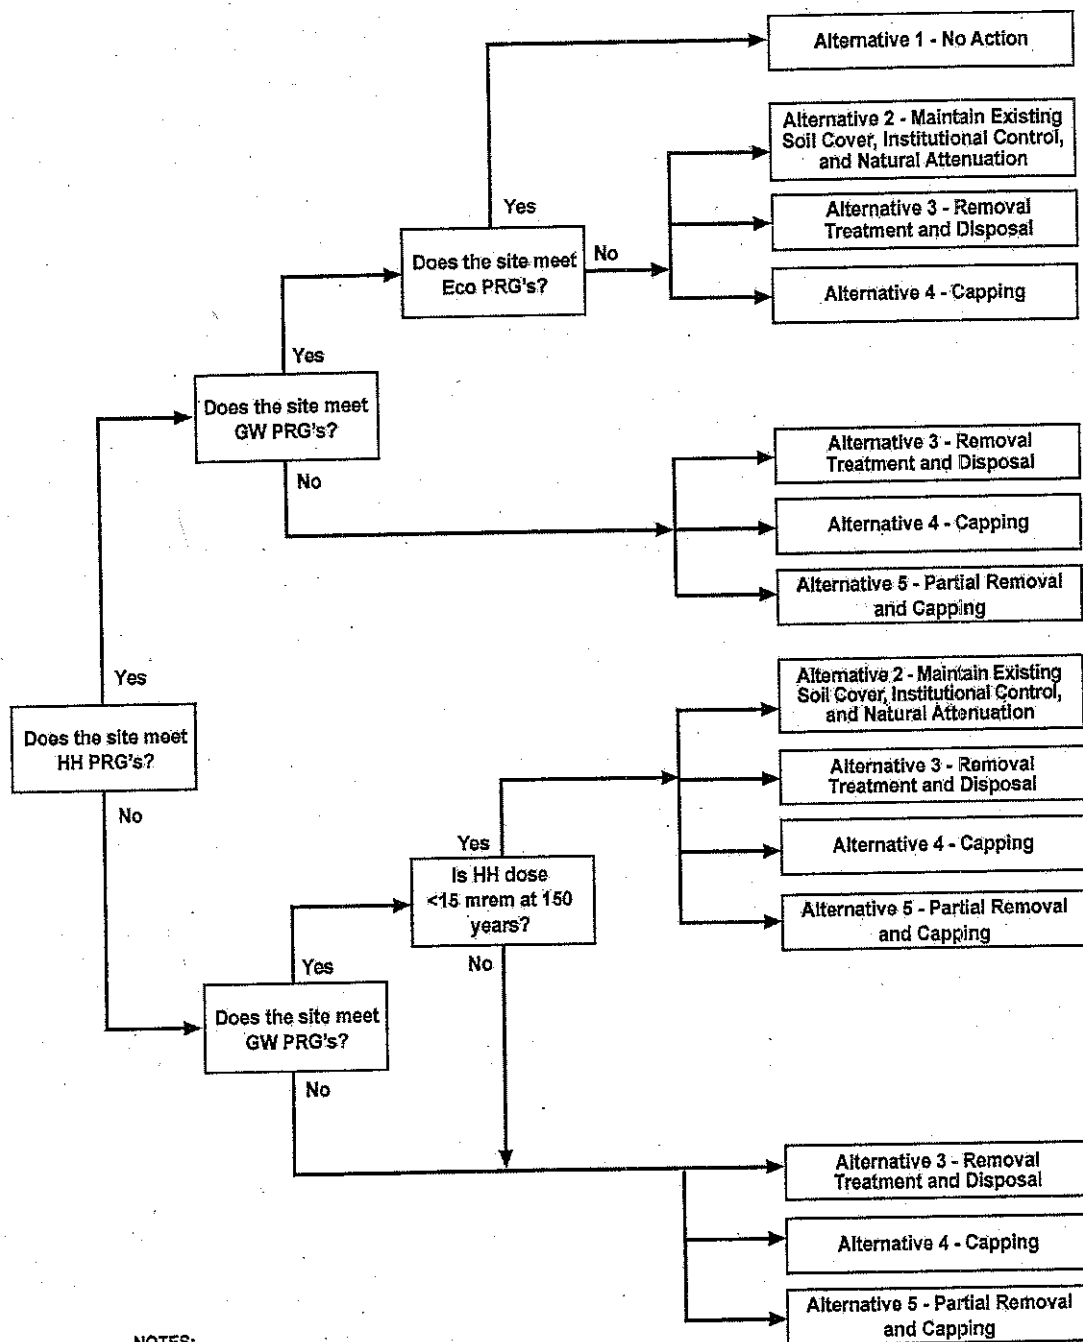 Alternative 1 - No Action
Alternative 2 - Maintain Existing
Soil Cover, Institutional Control,
and Natural Attenuation
Yes
Alternative 3 - Removal
Treatment and Disposal
Does the site meet
Eco PRG's?
No
Alternative 4 - Capping
Yes
Does the site meet
GW PRG's?
No
Alternative 3 - Removal
Treatment and Disposal
Alternative 4 - Capping
Alternative 5 - Partial Removal
and Capping
Yes
Does the site meet
HH PRG's?
No
Alternative 2 - Maintain Existing
Soil Cover, Institutional Control,
and Natural Attenuation
Alternative 3 - Removal
Treatment and Disposal
Yes
Is HH dose
<15 mrem at 150
years?
No
Alternative 4 - Capping
Alternative 5 - Partial Removal
and Capping
Yes
Does the site meet
GW PRG's?
No
Alternative 3 - Removal
Treatment and Disposal
Alternative 4 - Capping
Alternative 5 - Partial Removal
and Capping
NOTES: